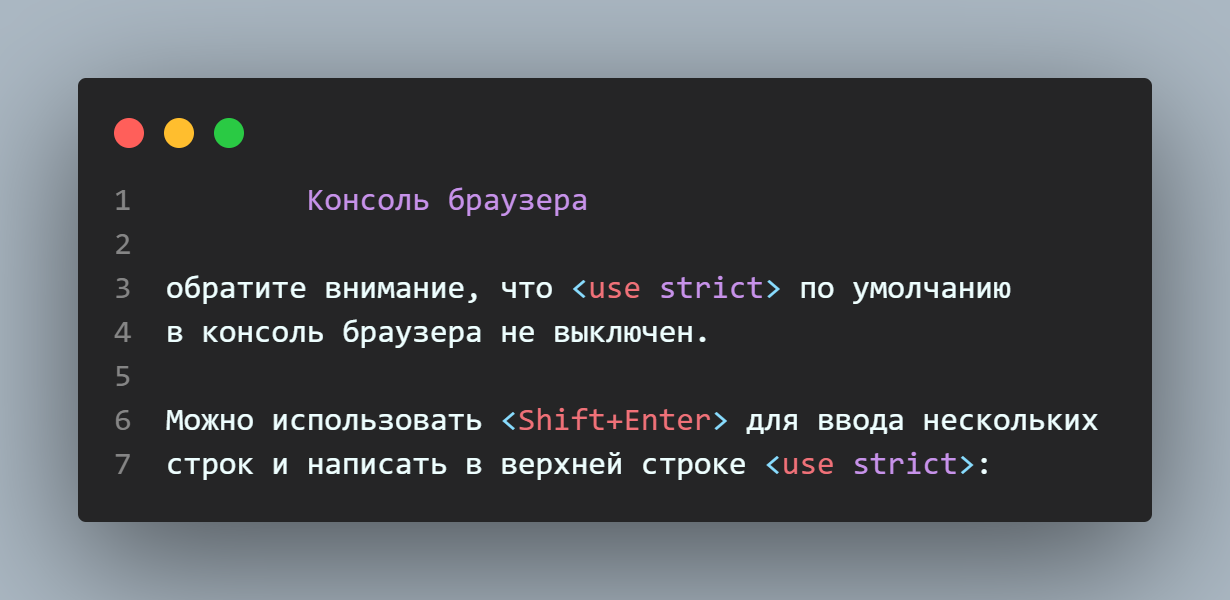 1 Консоль браузера
2
3 обратите внимание, что <use strict> по умолчанию
4 в консоль браузера не выключен.
5
6 Можно использовать <Shift+Enter> для ввода нескольких
7 строк и написать в верхней строке <use strict>: